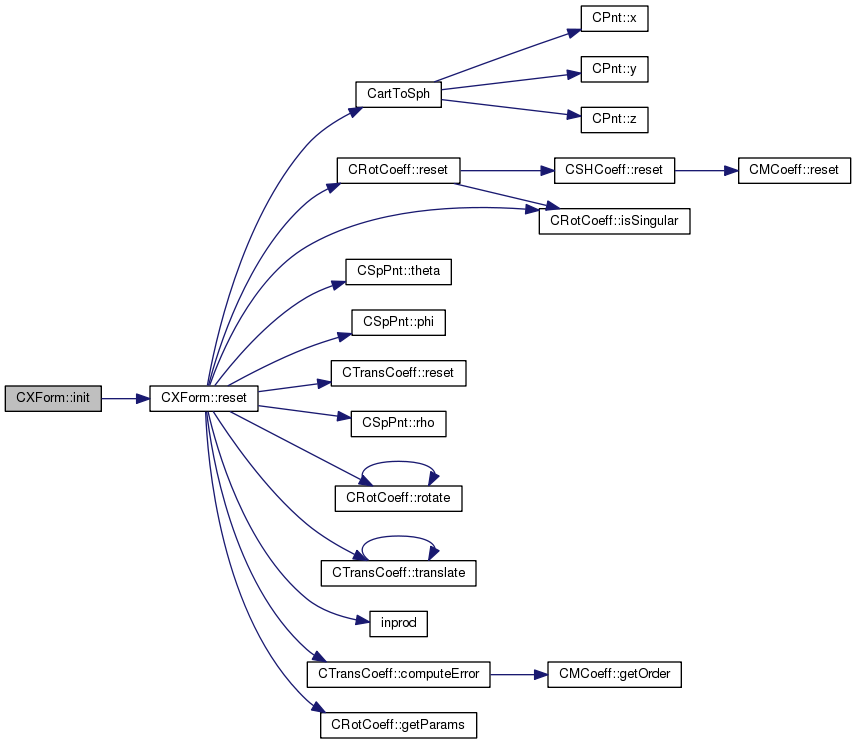 CPnt::x
CPnt::y
CartToSph
CPnt::z
CRotCoeff::reset
CSHCoeff::reset
CMCoeff::reset
CRotCoeff::isSingular
CSpPnt::theta
CSpPnt::phi
CTransCoeff::reset
CXForm::init
CXForm::reset
CSpPnt::rho
CRotCoeff::rotate
CTransCoeff::translate
inprod
CTransCoeff::computeError
CMCoeff::getOrder
CRotCoeff::getParams